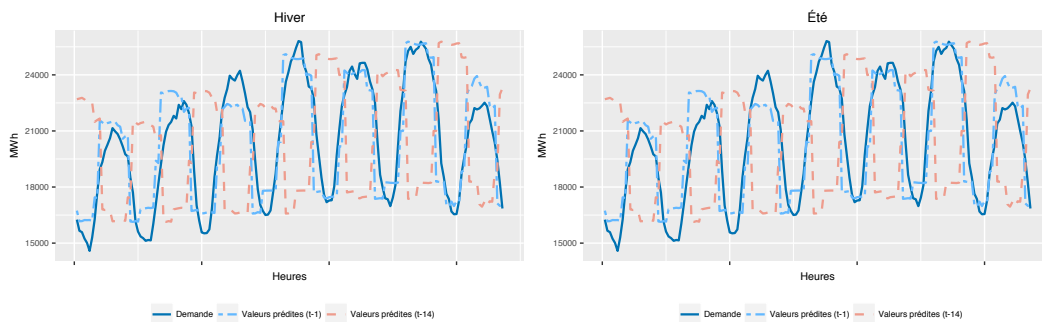 Hiver
MWh
24000
21000
18000
15000
Heures
Demande
Valeurs prédites (t-1)
Valeurs prédites (t-14)
Été
MWh
24000
21000
18000
15000
Heures
Demande
Valeurs prédites (t-1)
Valeurs prédites (t-14)